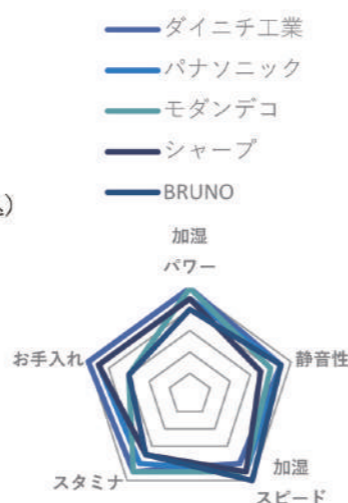 ダイニチ工業
パナソニック
モダンデコ
シャープ
BRUNO
)
加湿
パワー
お手入れ
静音性
スタミナ
加湿
スピード